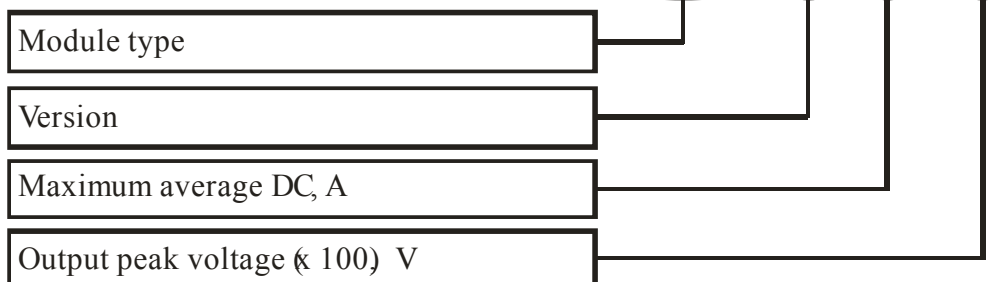 Module type
Version
Maximum average DC, A
Output peak voltage (x 100), V